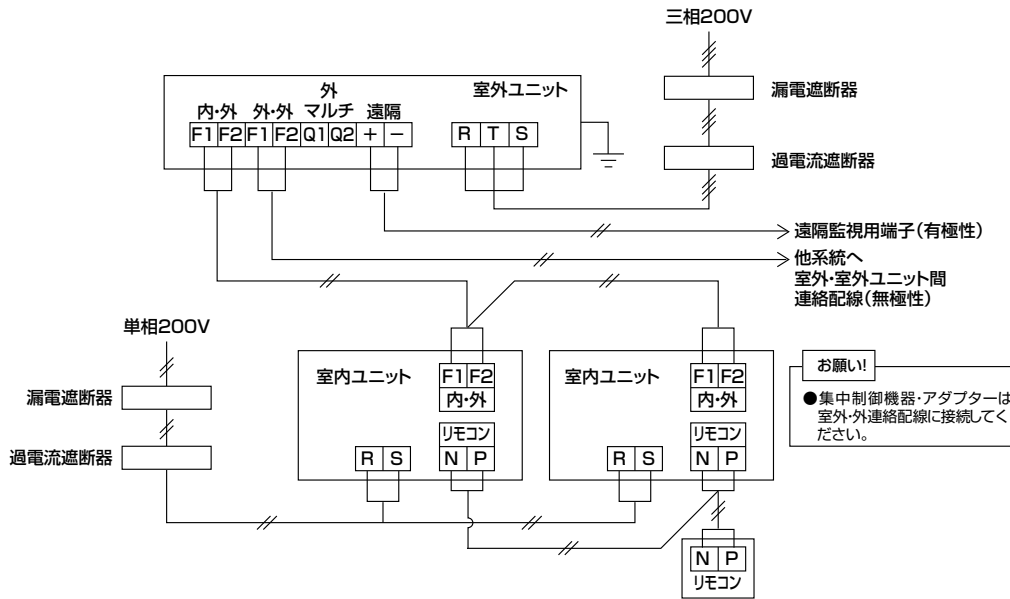 三相200V
漏電遮断器
過電流遮断器
外
室外ユニット
内・外 外・外 マルチ 遠隔
F1 F2 F1 F2 Q1 Q2 + −
R T S
遠隔監視用端子（有極性）
他系統へ
室外・室外ユニット間
連絡配線（無極性）
単相200V
漏電遮断器
過電流遮断器
室内ユニット
F1 F2
内・外
リモコン
R S
N P
室内ユニット
F1 F2
内・外
リモコン
R S
N P
N P
リモコン
お願い!
●集中制御機器・アダプターは
室外・外連絡配線に接続してく
ださい。